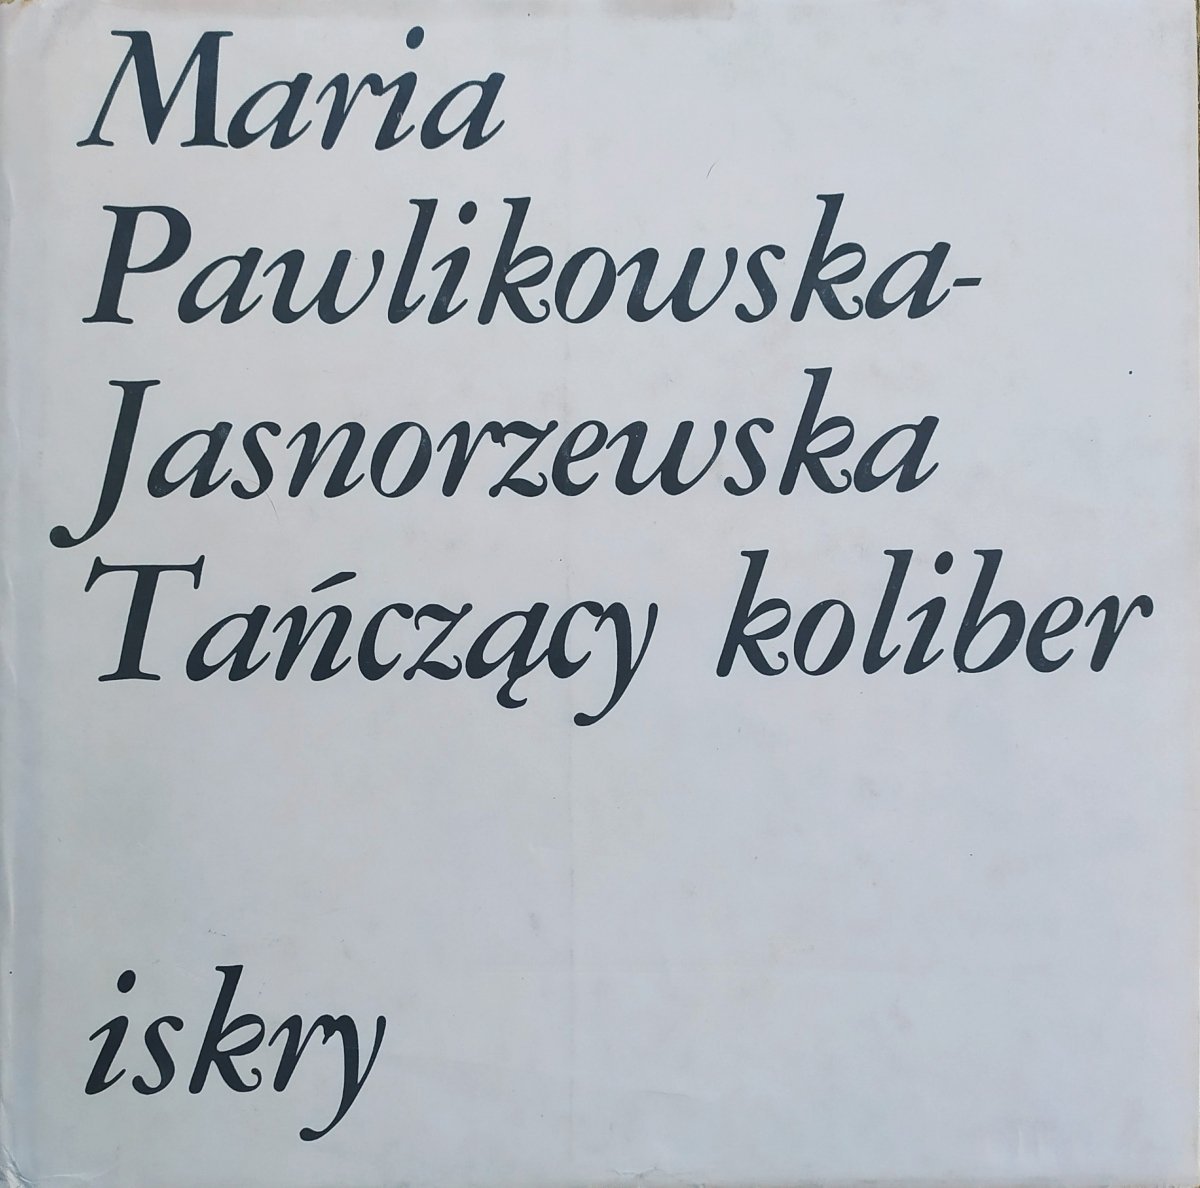 Maria
Pawlikowska-
Jasnorzewska
Tańczący koliber
iskry